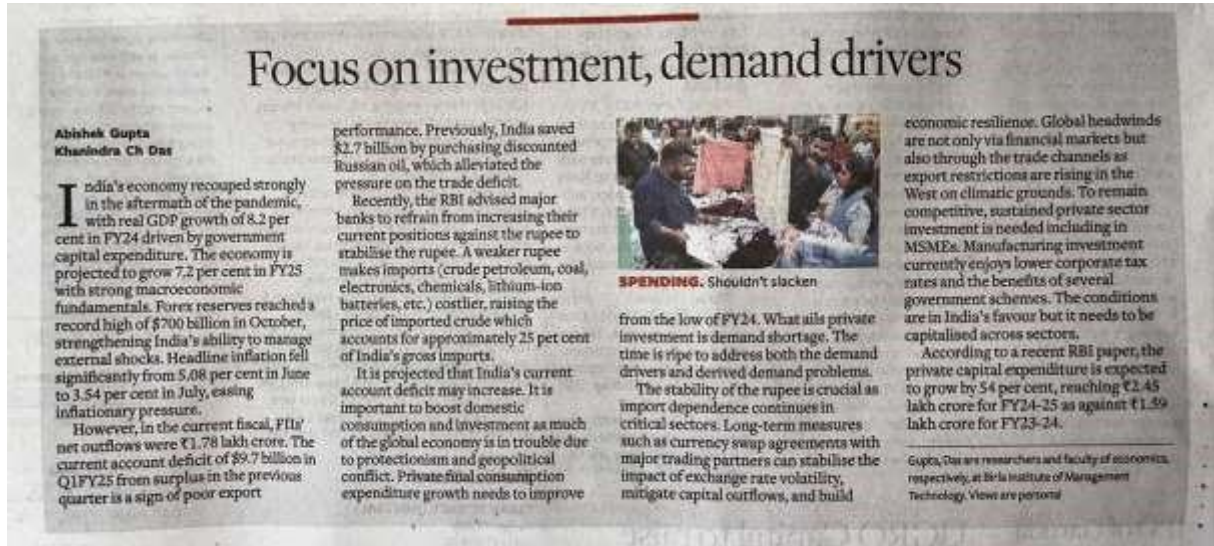 Focus on investment, demand drivers
Abishek Gupta
Khanindra Ch Das
India's economy recouped strongly
in the aftermath of the pandemic,
with real GDP growth of 8.2 per
cent in FY24 driven by government
capital expenditure. The economy is
projected to grow 7.2 per cent in FY25
with strong macroeconomic
fundamentals. Forex reserves reached a
record high of $700 billion in October,
strengthening India's ability to manage
external shocks. Headline inflation fell
significantly from 5.08 per cent in June
to 3.54 per cent in July, easing
inflationary pressure.
However, in the current fiscal, FIIs'
net outflows were ₹1.78 lakh crore. The
current account deficit of $9.7 billion in
Q1FY25 from surplus in the previous
quarter is a sign of poor export
performance. Previously, India saved
$2.7 billion by purchasing discounted
Russian oil, which alleviated the
pressure on the trade deficit.
Recently, the RBI advised major
banks to refrain from increasing their
current positions against the rupee to
stabilise the rupee. A weaker rupee
makes imports (crude petroleum, coal,
electronics, chemicals, lithium-ion
batteries, etc.) costlier, raising the
price of imported crude which
accounts for approximately 25 per cent
of India's gross imports.
It is projected that India's current
account deficit may increase. It is
important to boost domestic
consumption and investment as much
of the global economy is in trouble due
to protectionism and geopolitical
conflict. Private final consumption
expenditure growth needs to improve
SPENDING. Shouldn't slacken
from the low of FY24. What ails private
investment is demand shortage. The
time is ripe to address both the demand
drivers and derived demand problems.
The stability of the rupee is crucial as
import dependence continues in
critical sectors. Long-term measures
such as currency swap agreements with
major trading partners can stabilise the
impact of exchange rate volatility,
mitigate capital outflows, and build
economic resilience. Global headwinds
are not only via financial markets but
also through the trade channels as
export restrictions are rising in the
West on climatic grounds. To remain
competitive, sustained private sector
investment is needed including in
MSMEs. Manufacturing investment
currently enjoys lower corporate tax
rates and the benefits of several
government schemes. The conditions
are in India's favour but it needs to be
capitalised across sectors.
According to a recent RBI paper, the
private capital expenditure is expected
to grow by 54 per cent, reaching ₹2.45
lakh crore for FY24-25 as against ₹1.59
lakh crore for FY23-24.
Gupta, Das are researchers and faculty of economics,
respectively, at Birla Institute of Management
Technology. Views are personal